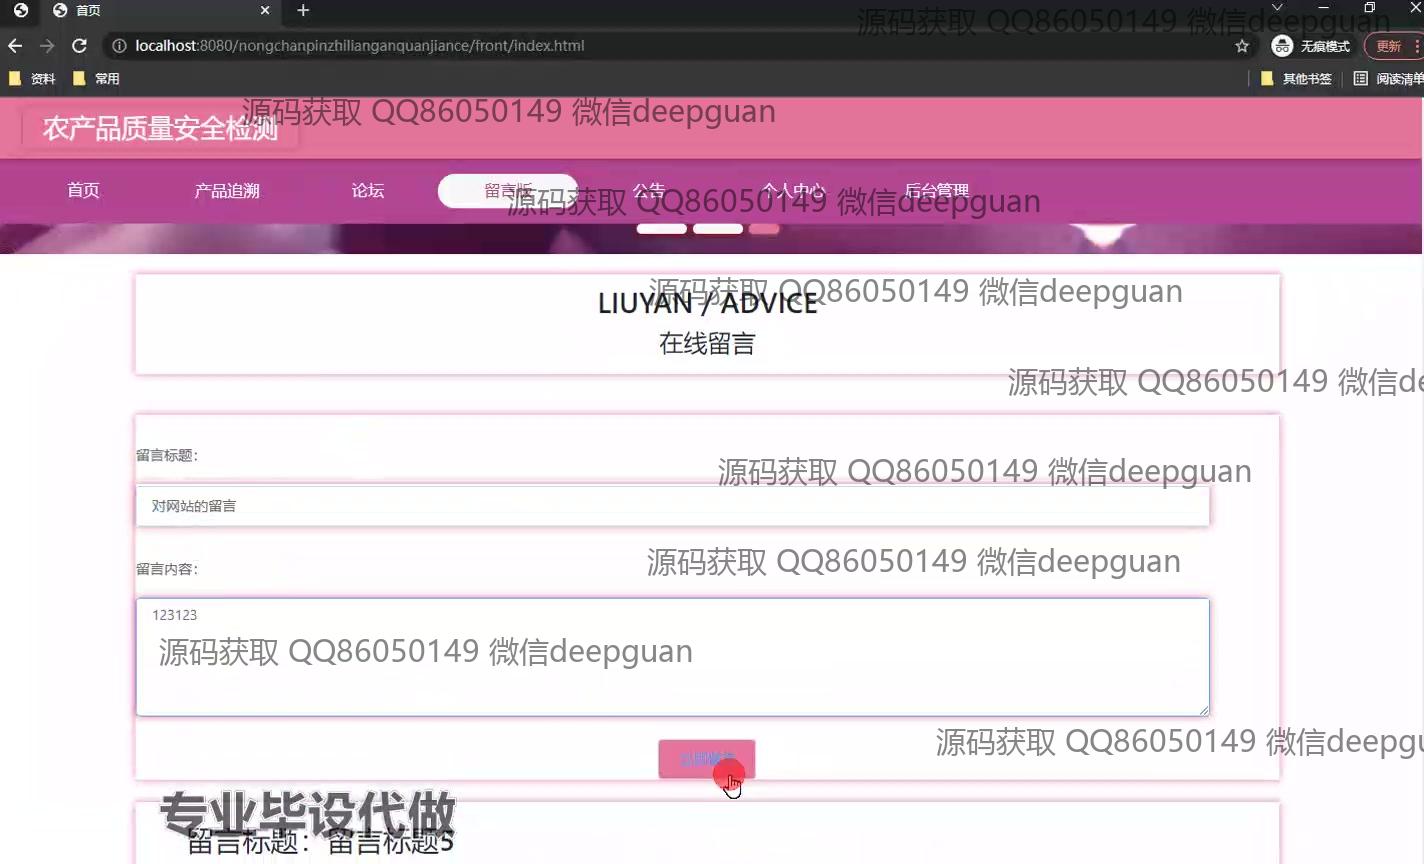 首页
源码获取 QQ86050149 微信deepguan
localhost:8080/nongchanpinzhilianganquanjiance/front/index.html
无痕模式
更新
资料
常用
其他书签
阅读清单
源码获取 QQ86050149 微信deepguan
农产品质量安全检测
首页
产品追溯
论坛
留言版
公告
个人中心
后台管理
源码获取 QQ86050149 微信deepguan
源码获取 QQ86050149 微信deepguan
LIUYAN / ADVICE
在线留言
源码获取 QQ86050149 微信de
留言标题：
源码获取 QQ86050149 微信deepguan
对网站的留言
源码获取 QQ86050149 微信deepguan
留言内容：
123123
源码获取 QQ86050149 微信deepguan
源码获取 QQ86050149 微信deepgu
专业毕设代做
留言标题：留言标题5